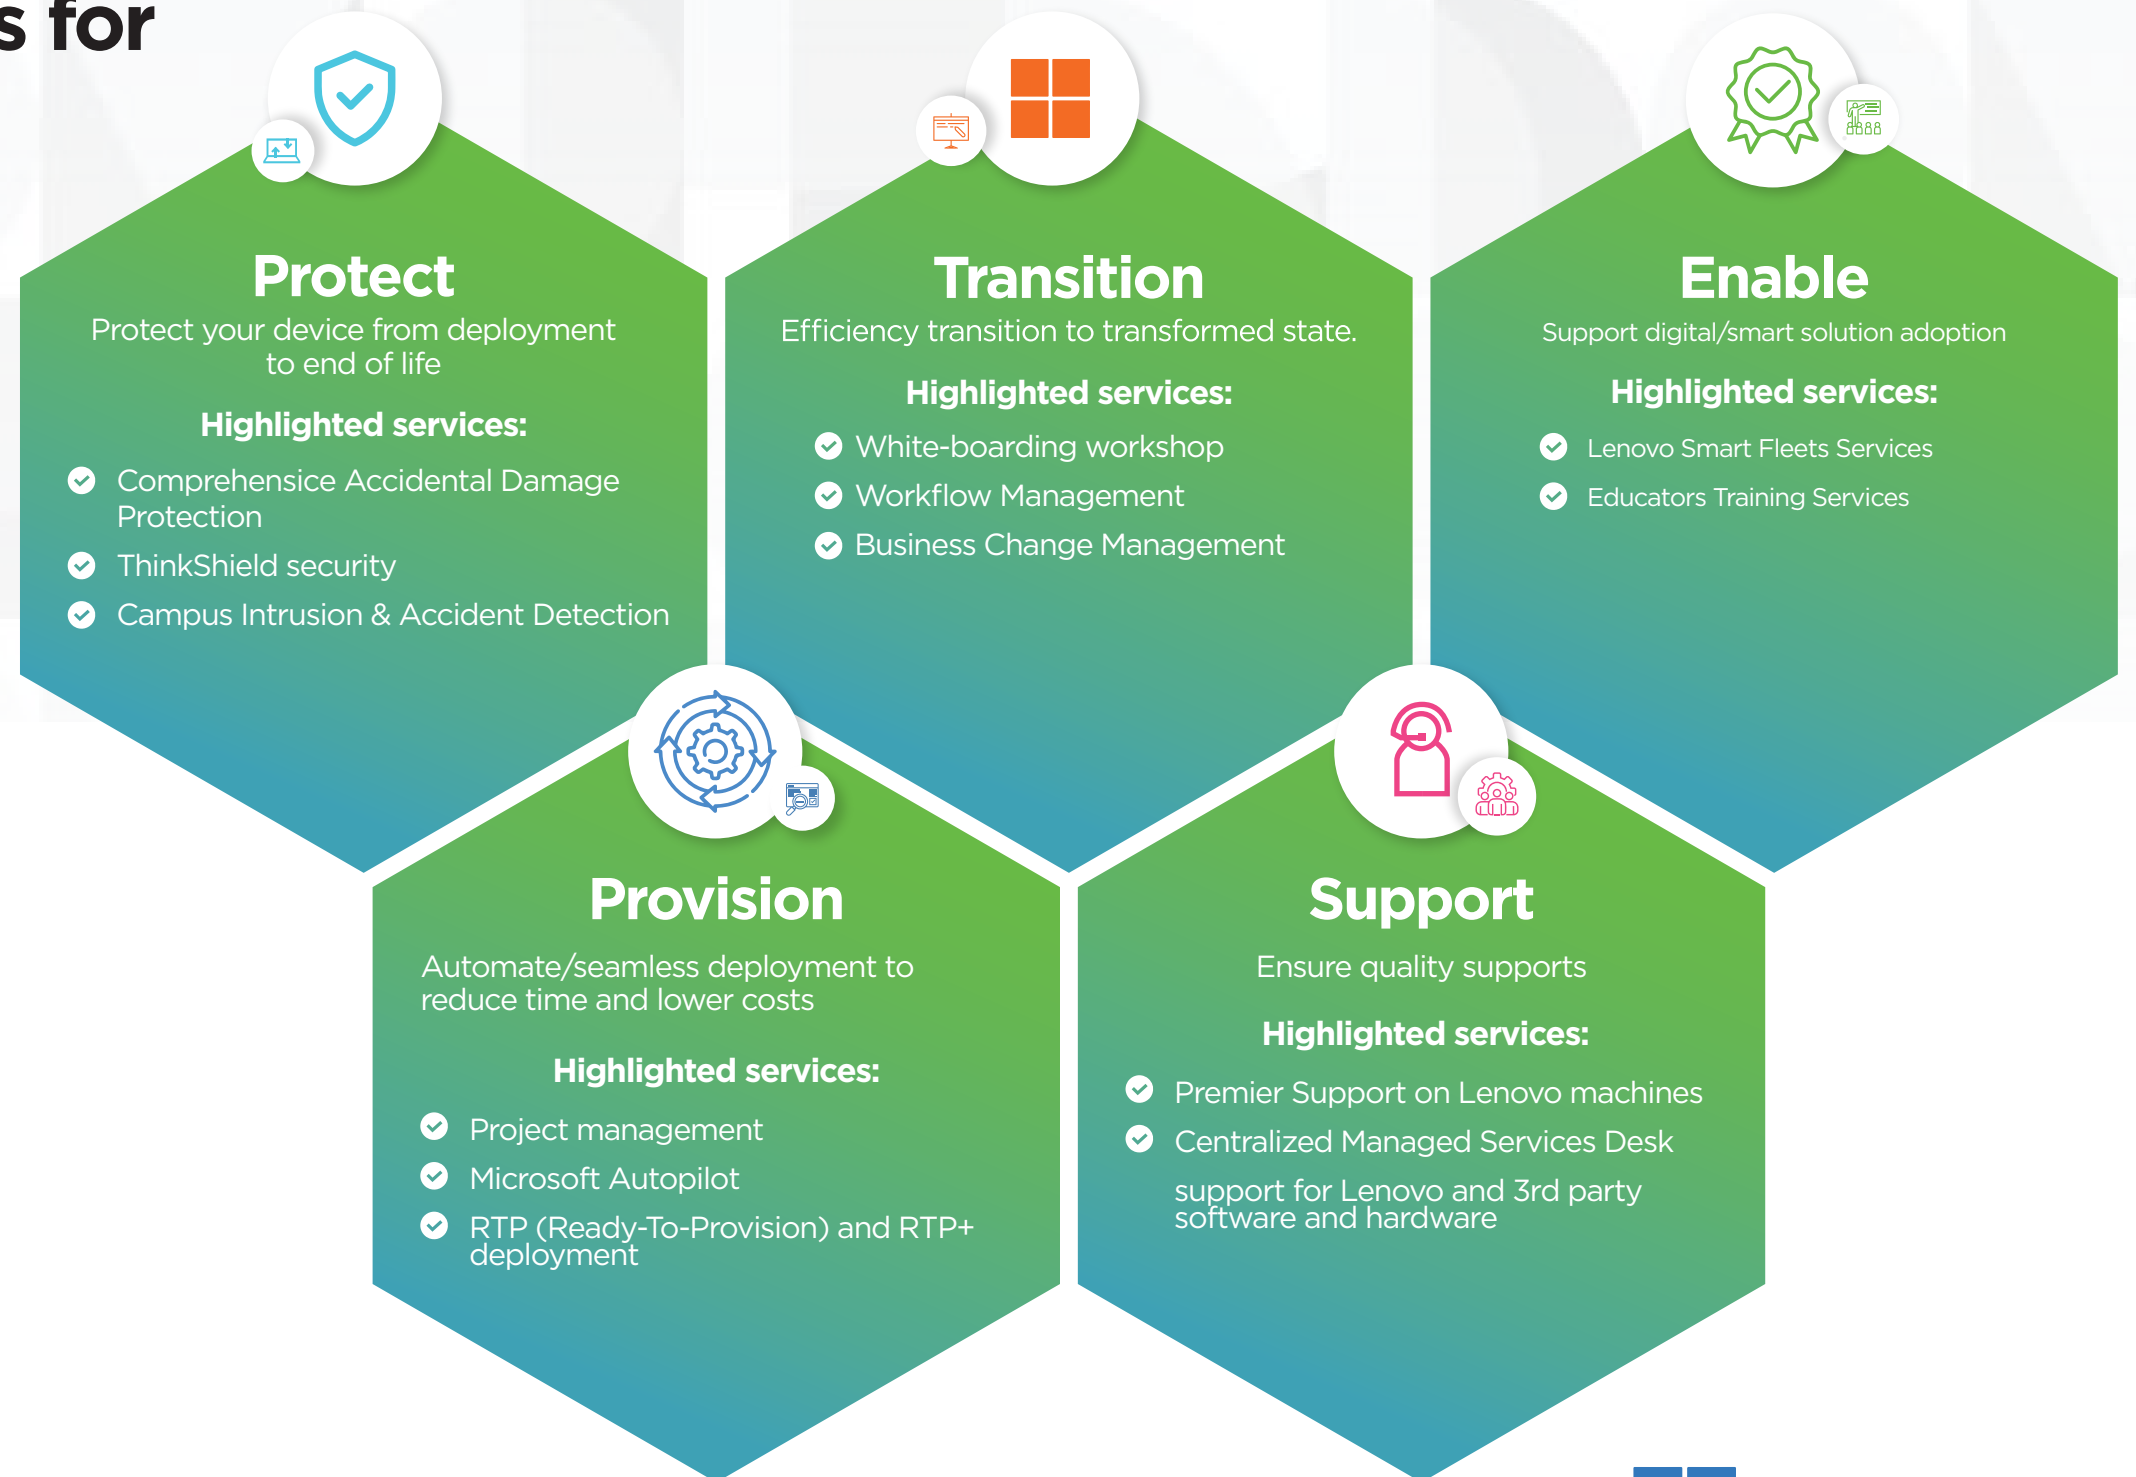 s for
Protect
Protect your device from deployment
to end of life
Highlighted services:
Comprehensice Accidental Damage
Protection
ThinkShield security
Campus Intrusion & Accident Detection
Transition
Efficiency transition to transformed state.
Highlighted services:
White-boarding workshop
Workflow Management
Business Change Management
Enable
Support digital/smart solution adoption
Highlighted services:
Lenovo Smart Fleets Services
Educators Training Services
Provision
Automate/seamless deployment to
reduce time and lower costs
Highlighted services:
Project management
Microsoft Autopilot
RTP (Ready-To-Provision) and RTP+
deployment
Support
Ensure quality supports
Highlighted services:
Premier Support on Lenovo machines
Centralized Managed Services Desk
support for Lenovo and 3rd party
software and hardware